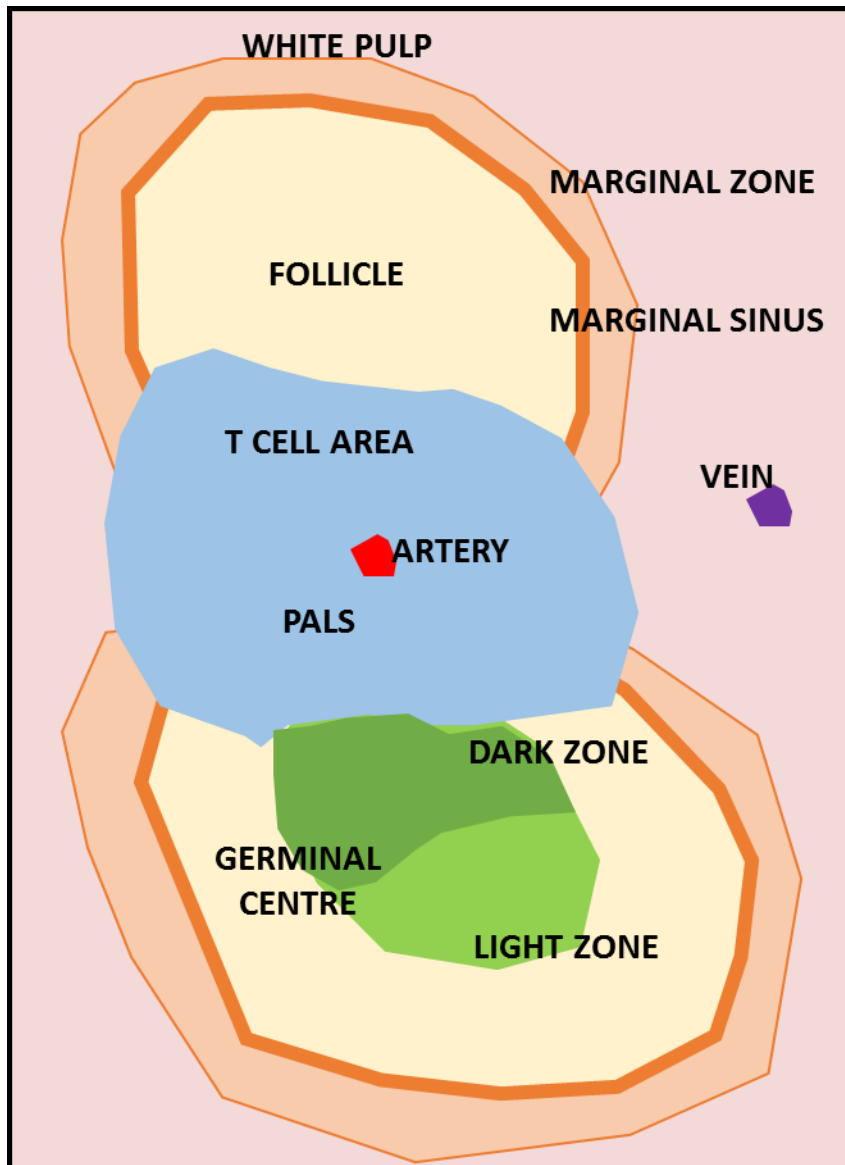 WHITE PULP
MARGINAL ZONE
FOLLICLE
MARGINAL SINUS
T CELL AREA
VEIN
ARTERY
PALS
DARK ZONE
GERMINAL
CENTRE
LIGHT ZONE